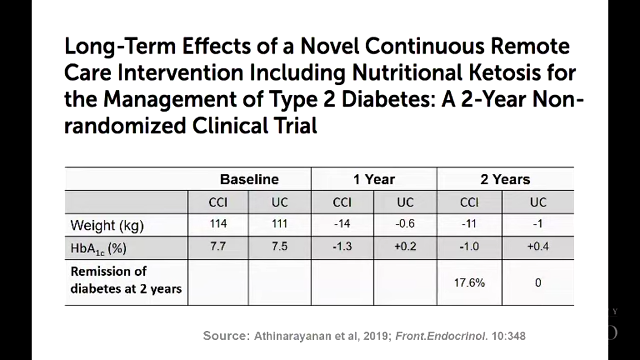 Long-Term Effects of a Novel Continuous Remote
Care Intervention Including Nutritional Ketosis for
the Management of Type 2 Diabetes: A 2-Year Non-
randomized Clinical Trial
Baseline 1 Year 2 Years
CCI UC CCI UC CCI UC
Weight (kg) 114 111 -14 -0.6 -11 -1
HbA1c (%) 7.7 7.5 -1.3 +0.2 -1.0 +0.4
Remission of
diabetes at 2 years 17.6% 0
Source: Athinarayanan et al, 2019; Front.Endocrinol. 10:348